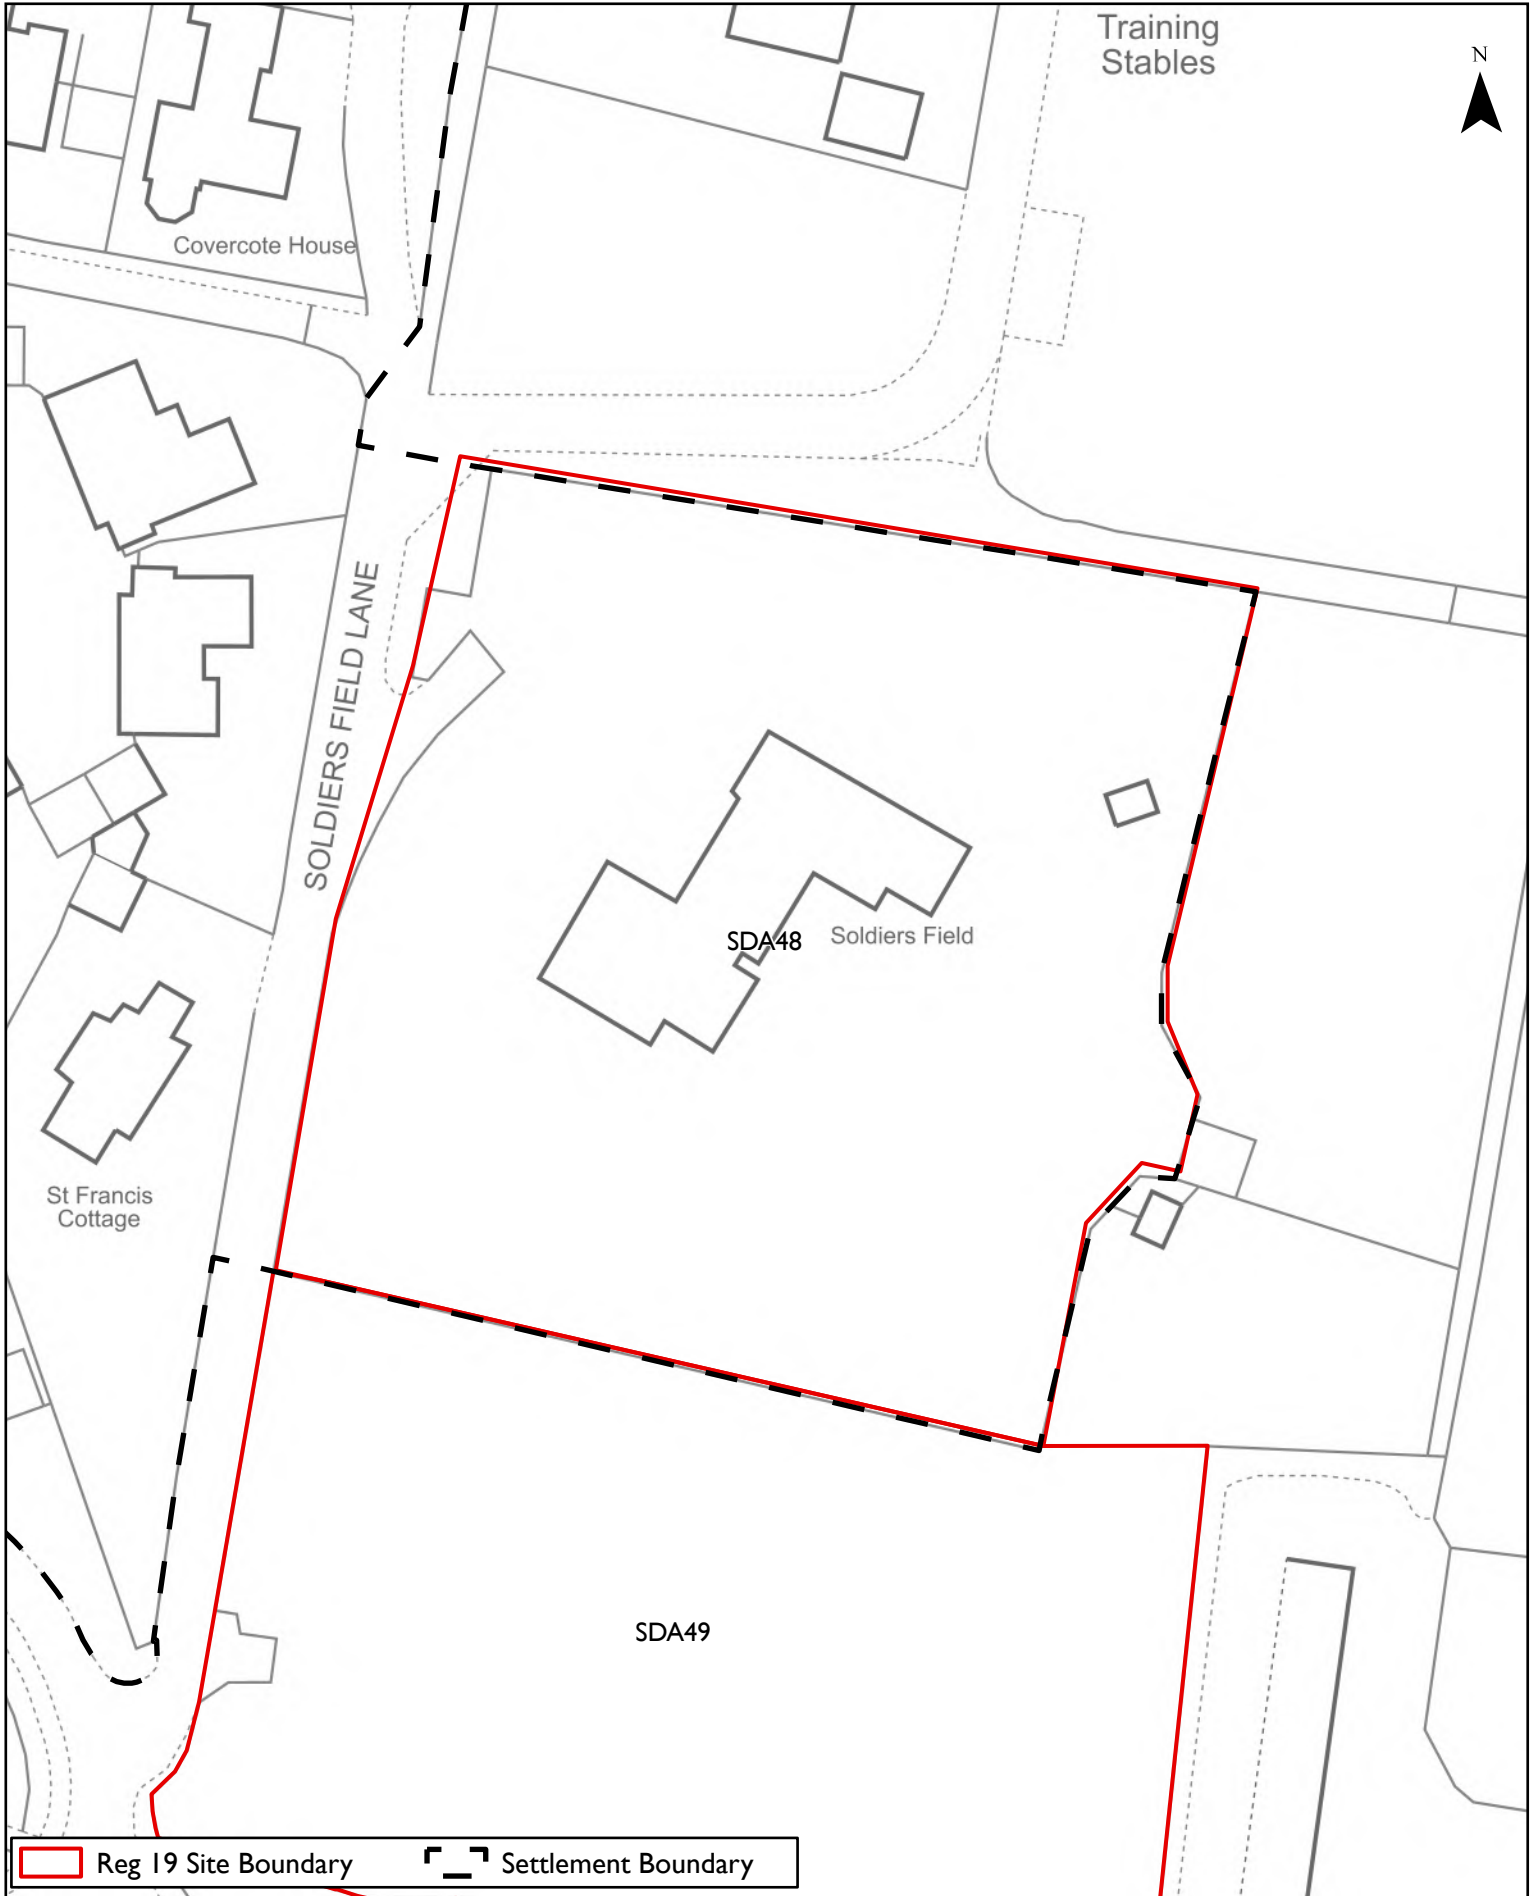 Training
Stables
N
Covercote House
SOLDIERS FIELD LANE
SDA48
Soldiers Field
St Francis
Cottage
SDA49
Reg 19 Site Boundary
Settlement Boundary